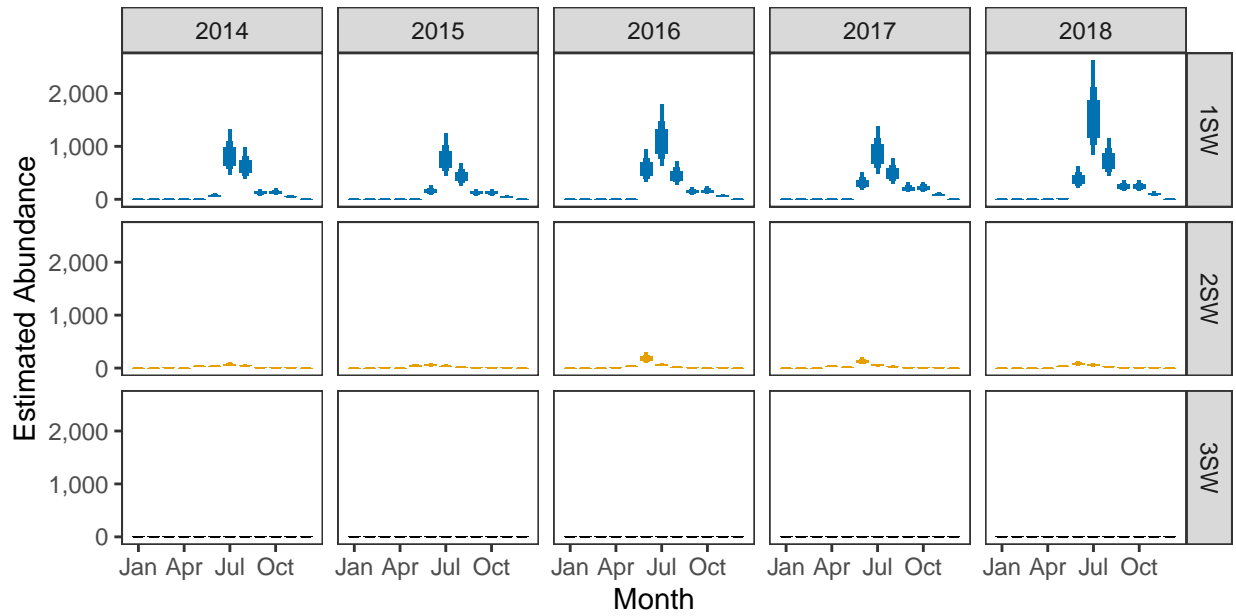 2014 2015 2016 2017 2018
2,000
1,000
0
1SW
2,000
1,000
0
2SW
2,000
1,000
0
3SW
Estimated Abundance
Jan Apr Jul Oct Jan Apr Jul Oct Jan Apr Jul Oct Jan Apr Jul Oct Jan Apr Jul Oct
Month